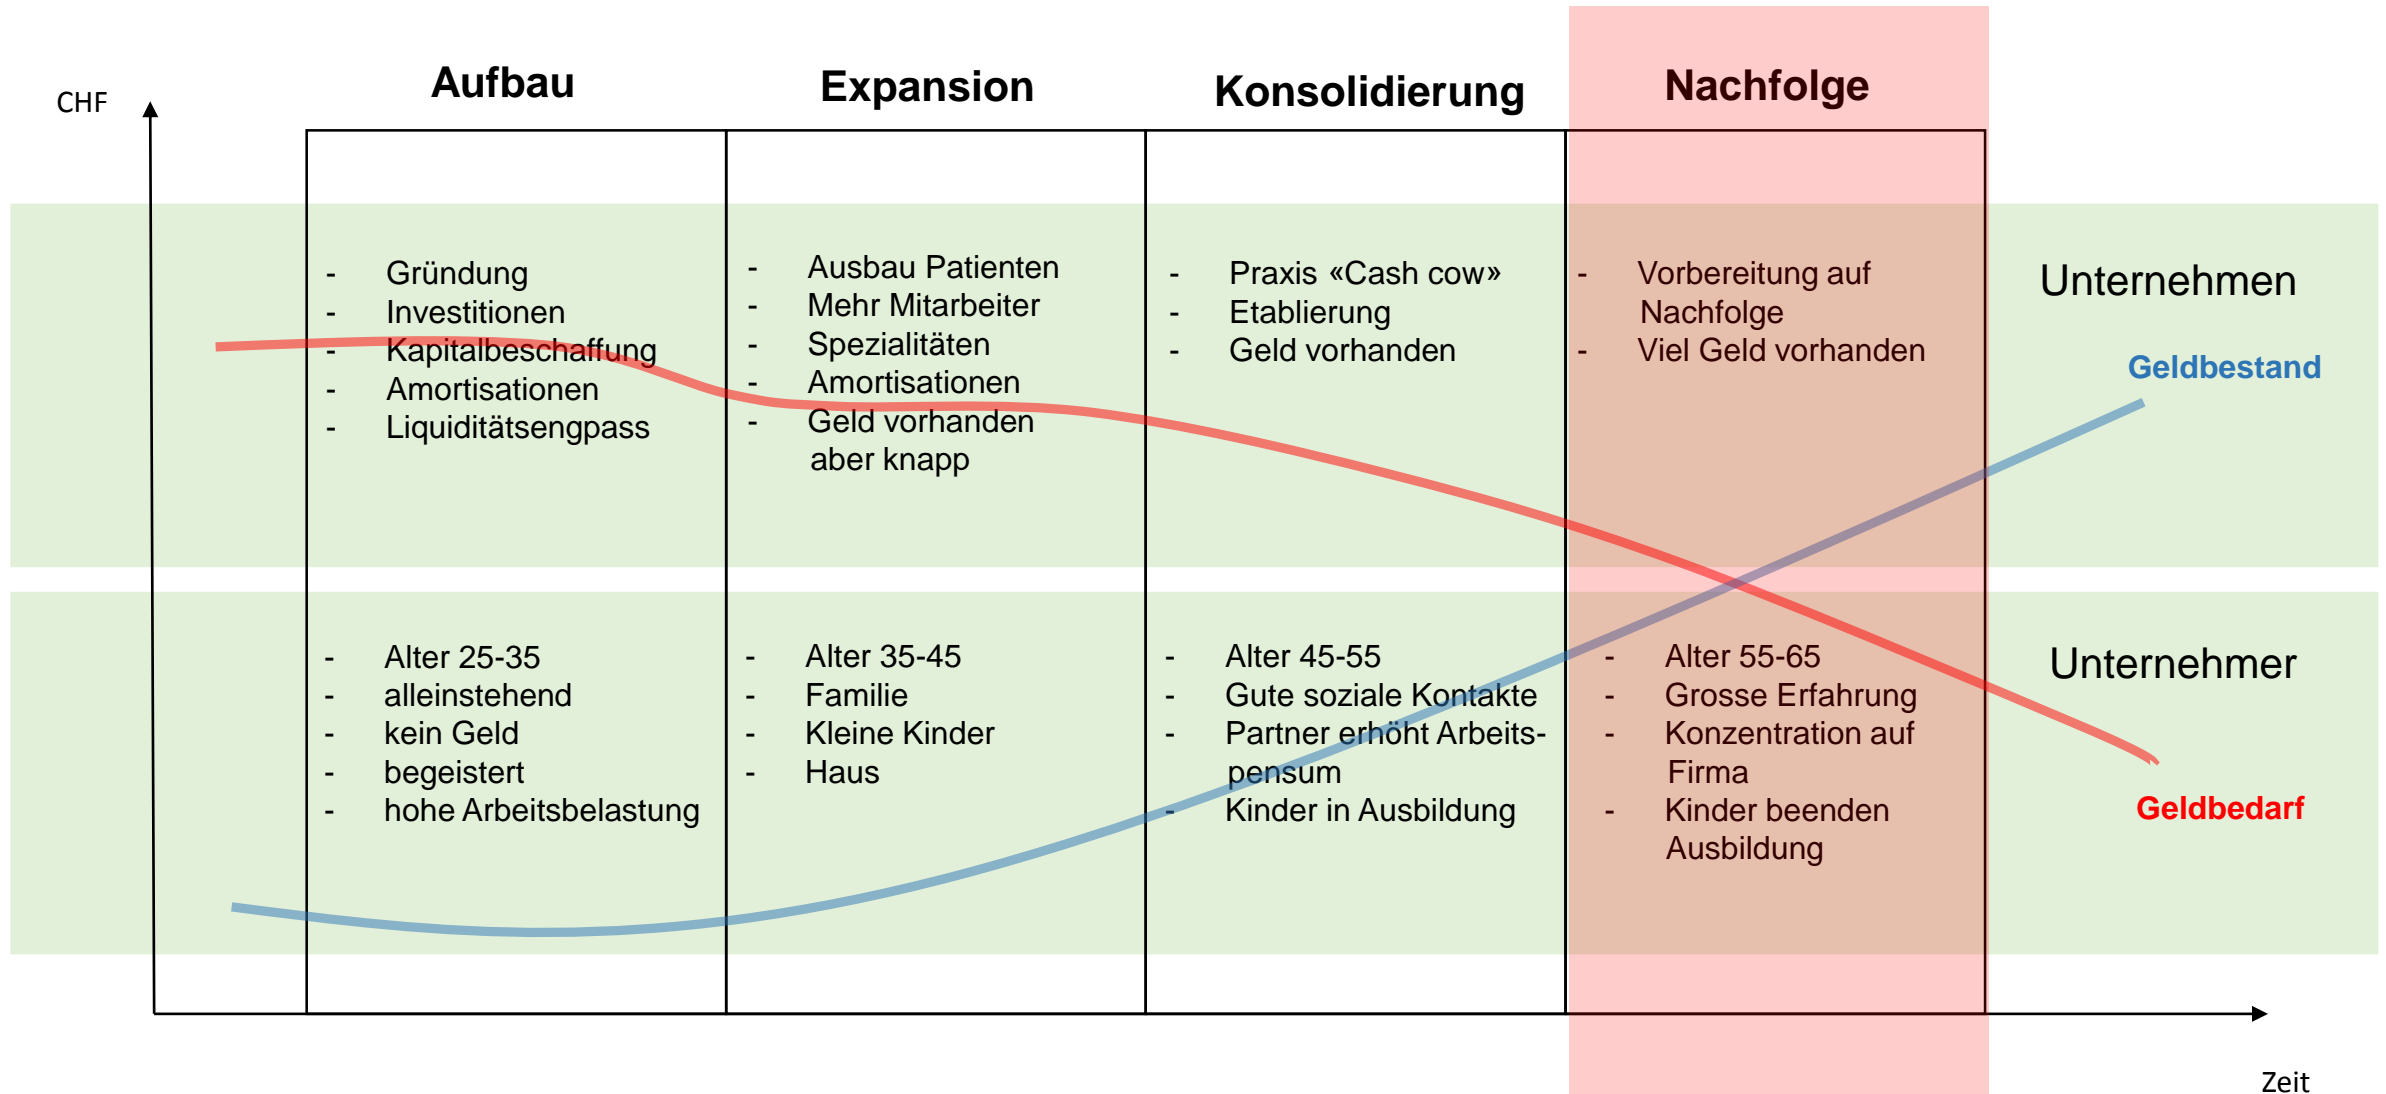 CHF
Aufbau
Expansion
Konsolidierung
Nachfolge
- Gründung
- Investitionen
- Kapitalbeschaffung
- Amortisationen
- Liquiditätsengpass
- Ausbau Patienten
- Mehr Mitarbeiter
- Spezialitäten
- Amortisationen
- Geld vorhanden
aber knapp
- Praxis «Cash cow»
- Etablierung
- Geld vorhanden
- Vorbereitung auf
Nachfolge
- Viel Geld vorhanden
Unternehmen
Geldbestand
- Alter 25-35
- alleinstehend
- kein Geld
- begeistert
- hohe Arbeitsbelastung
- Alter 35-45
- Familie
- Kleine Kinder
- Haus
- Alter 45-55
- Gute soziale Kontakte
- Partner erhöht Arbeits-
pensum
- Kinder in Ausbildung
- Alter 55-65
- Grosse Erfahrung
- Konzentration auf
Firma
- Kinder beenden
Ausbildung
Unternehmer
Geldbedarf
Zeit